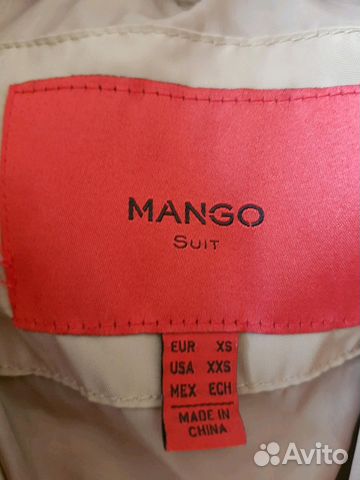 MANGO
SUIT
EUR XS
USA XXS
MEX ECH
MADE IN
CHINA
Avito